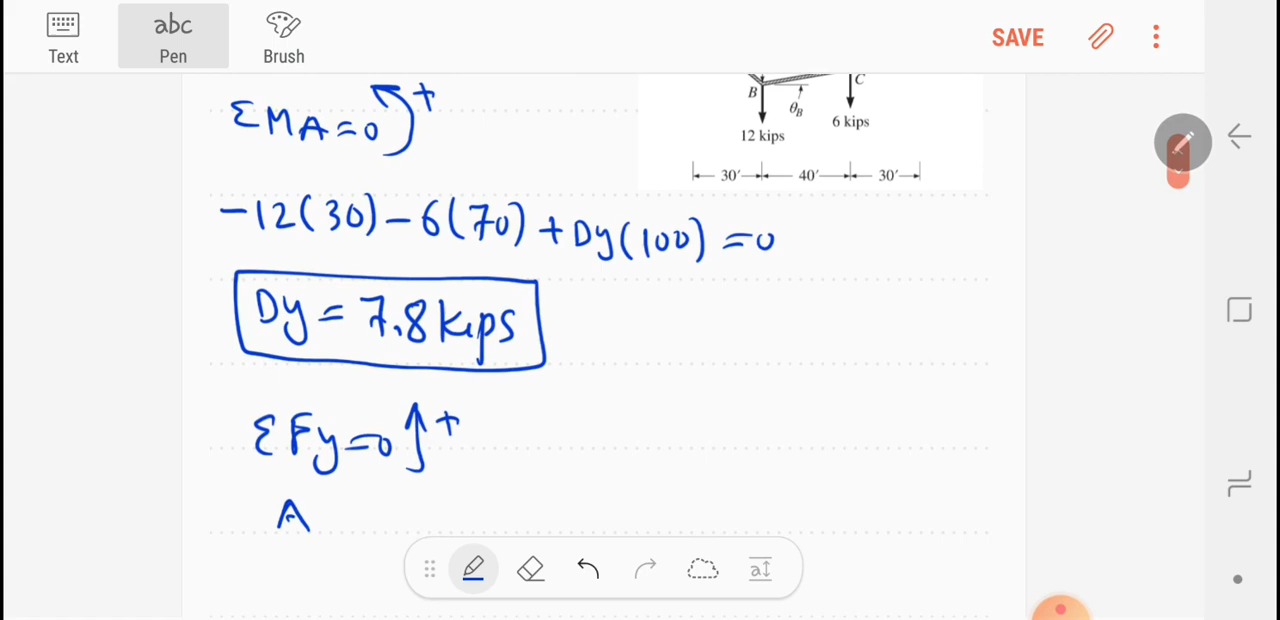 Text
abc
Pen
Brush
SAVE
ΣMA=0 +
B
θB
C
12 kips
6 kips
30′
40′
30′
-12(30)-6(70)+Dy(100)=0
Dy=7.8 kips
ΣFy=0 ↑+
A
a